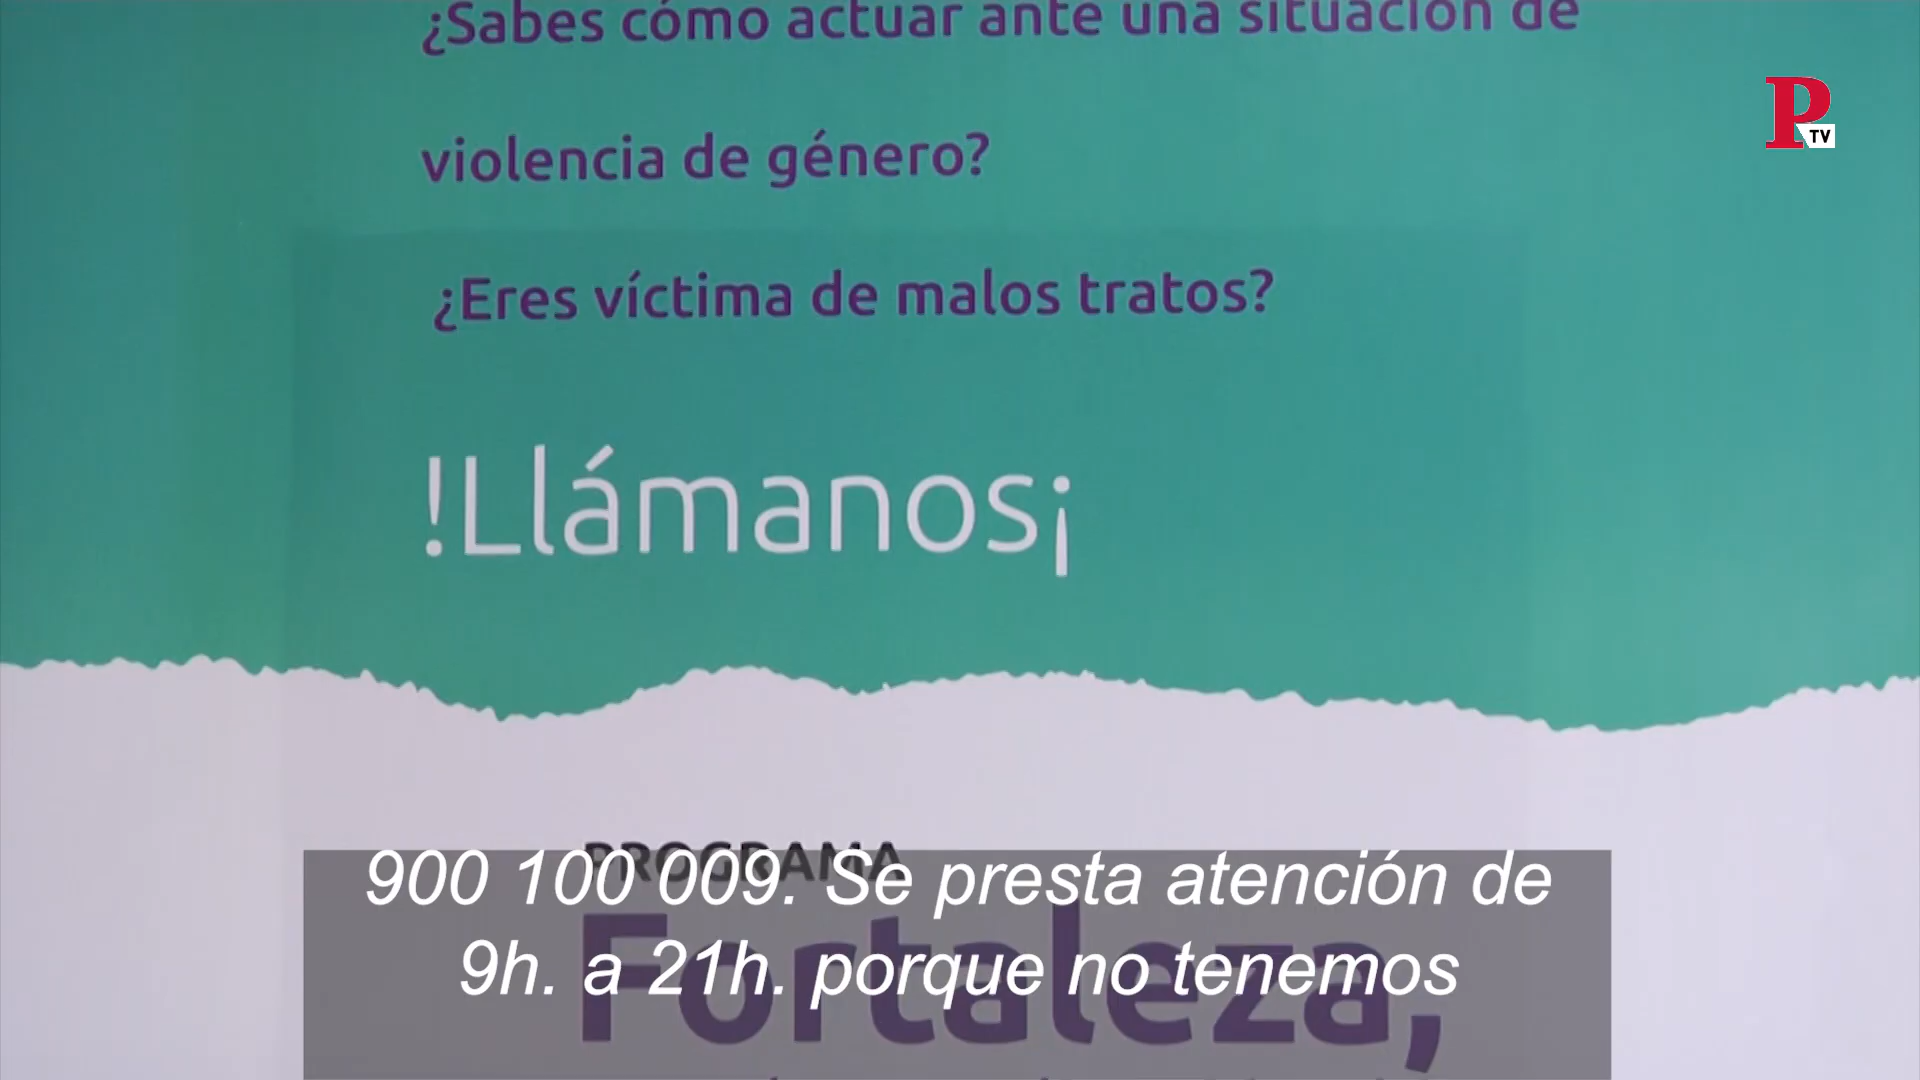 ¿Sabes cómo actuar ante una situación de
violencia de género?
¿Eres víctima de malos tratos?
!Llámanos¡
PROGRAMA
Fortaleza,
900 100 009. Se presta atención de
9h. a 21h. porque no tenemos
P TV